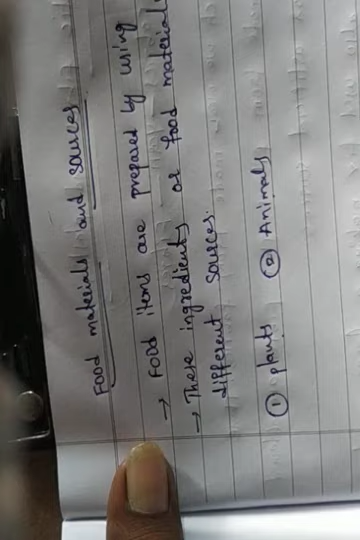 Food materials and sources
→ Food items are prepared by using
→ These ingredients or food material
different sources.
① plants ② Animals